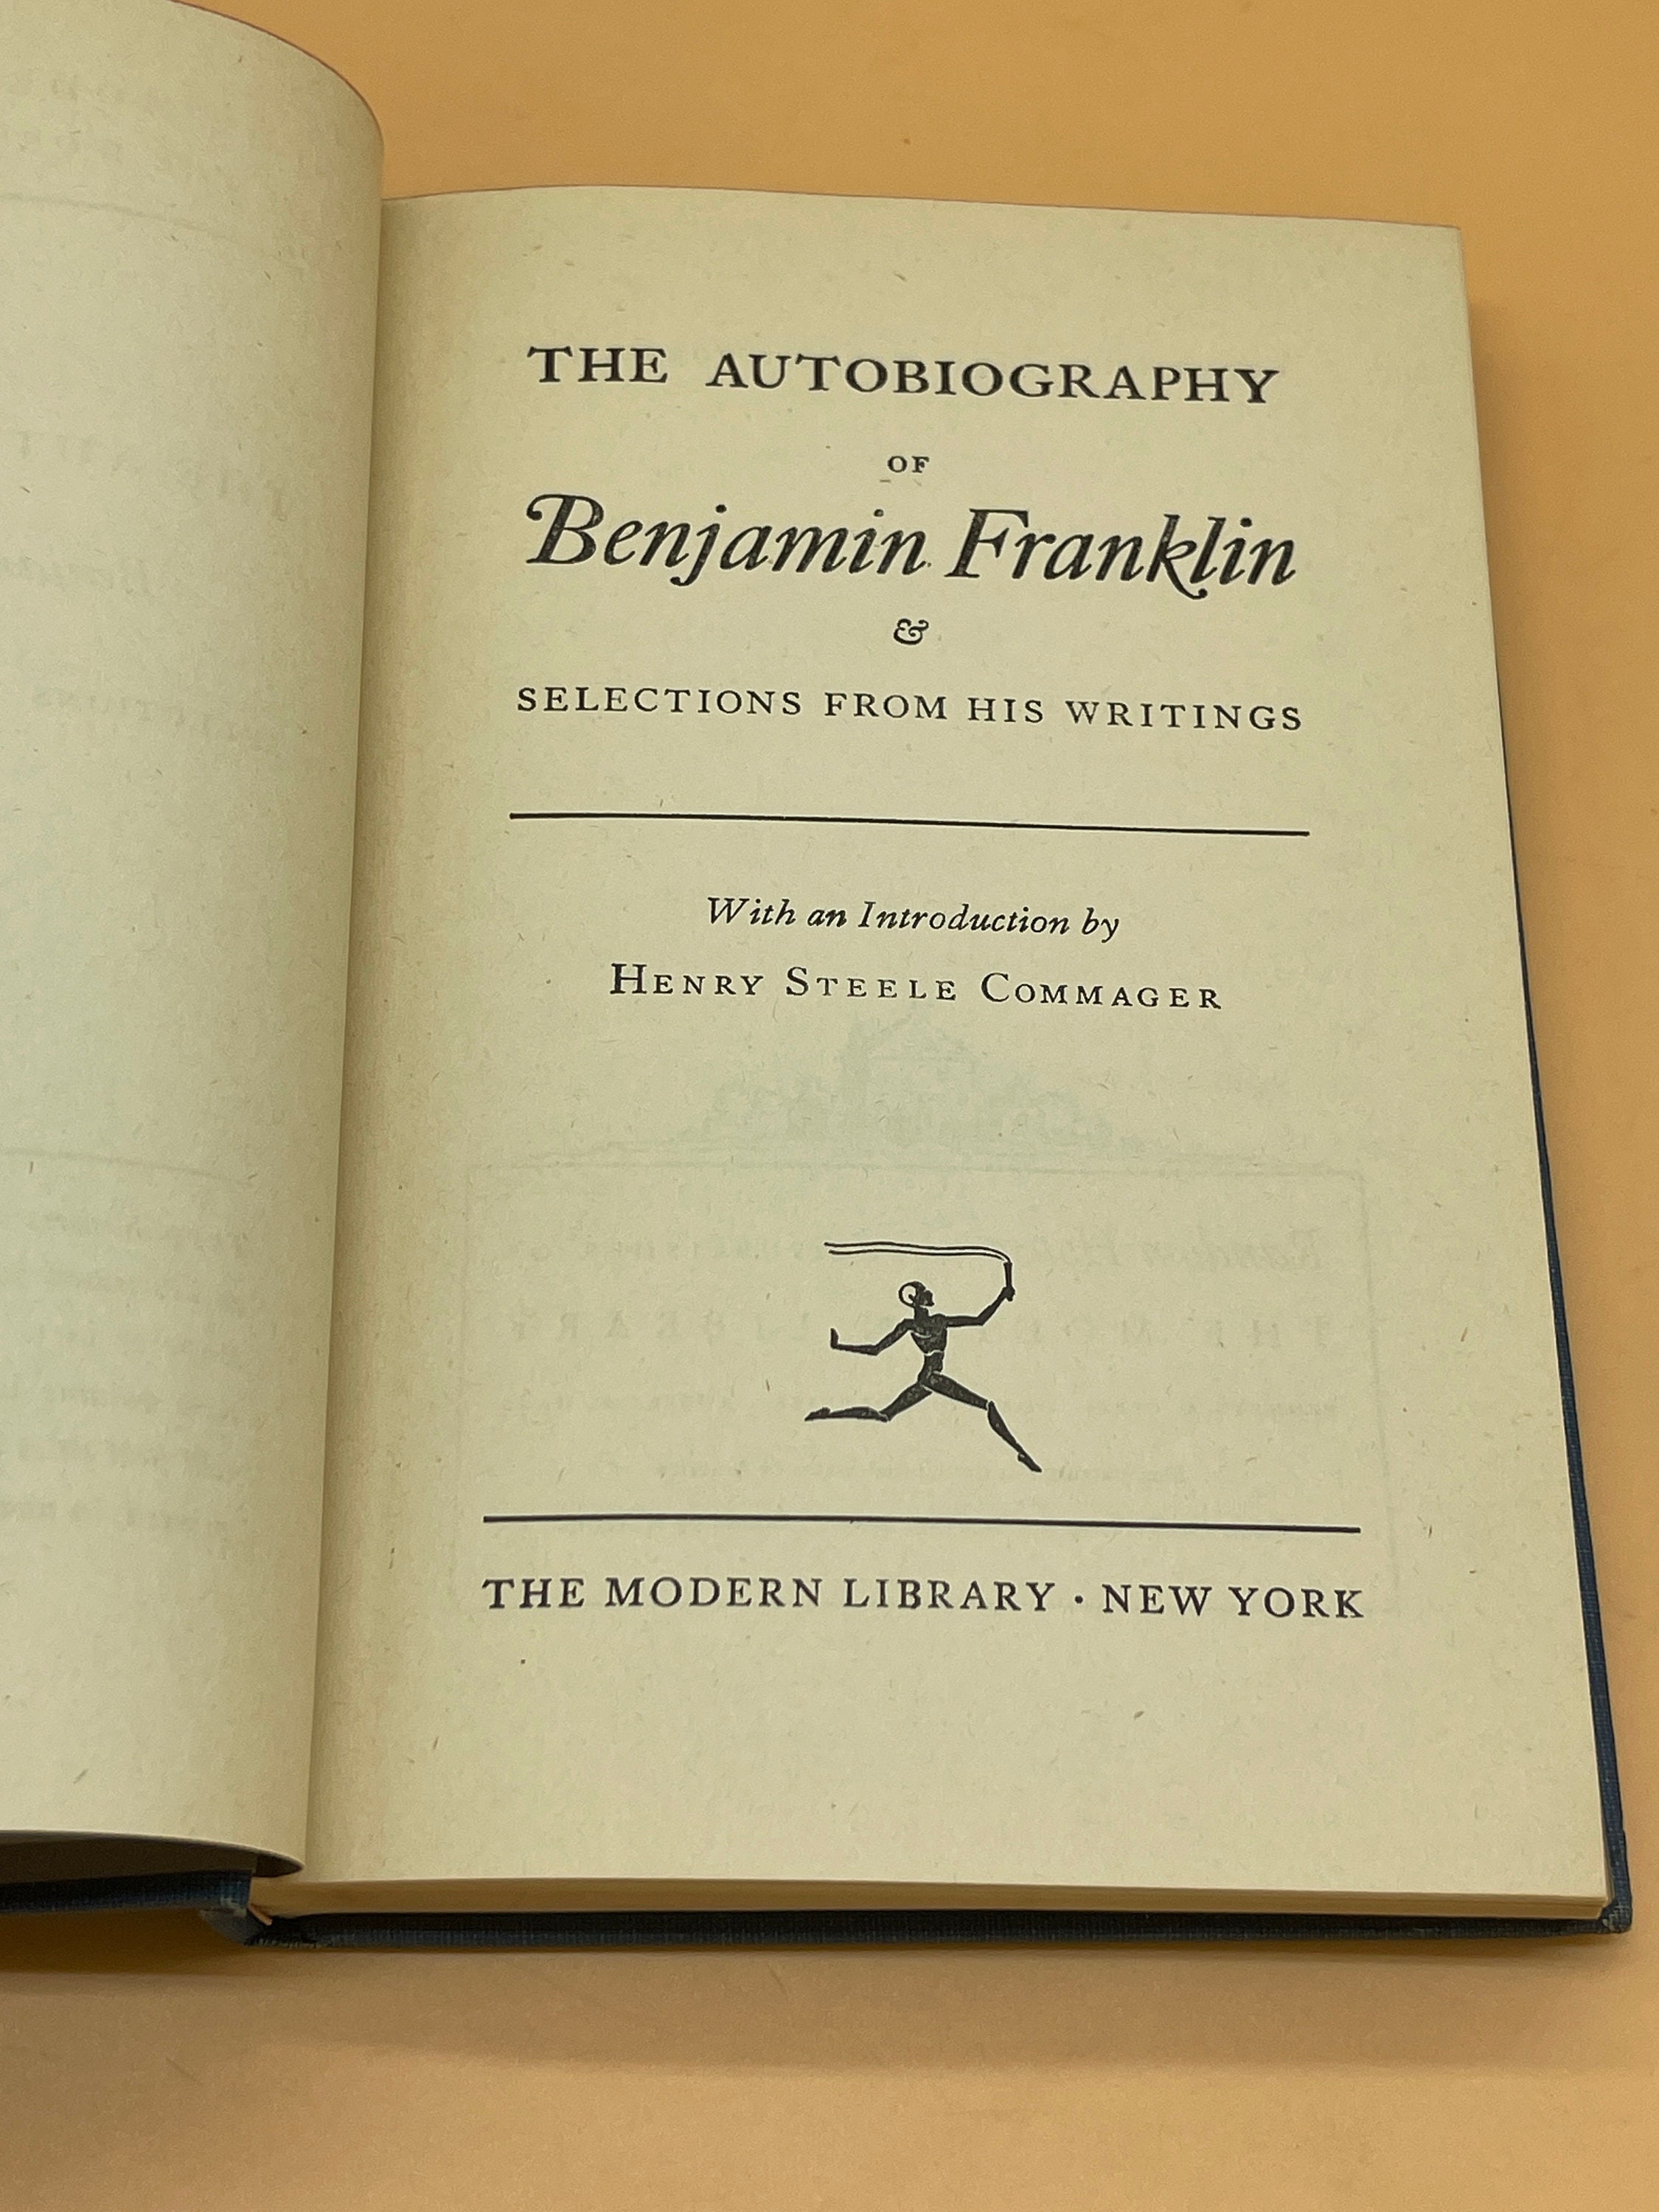 THE AUTOBIOGRAPHY
OF
Benjamin Franklin
&
SELECTIONS FROM HIS WRITINGS
With an Introduction by
HENRY STEELE COMMAGER
THE MODERN LIBRARY · NEW YORK